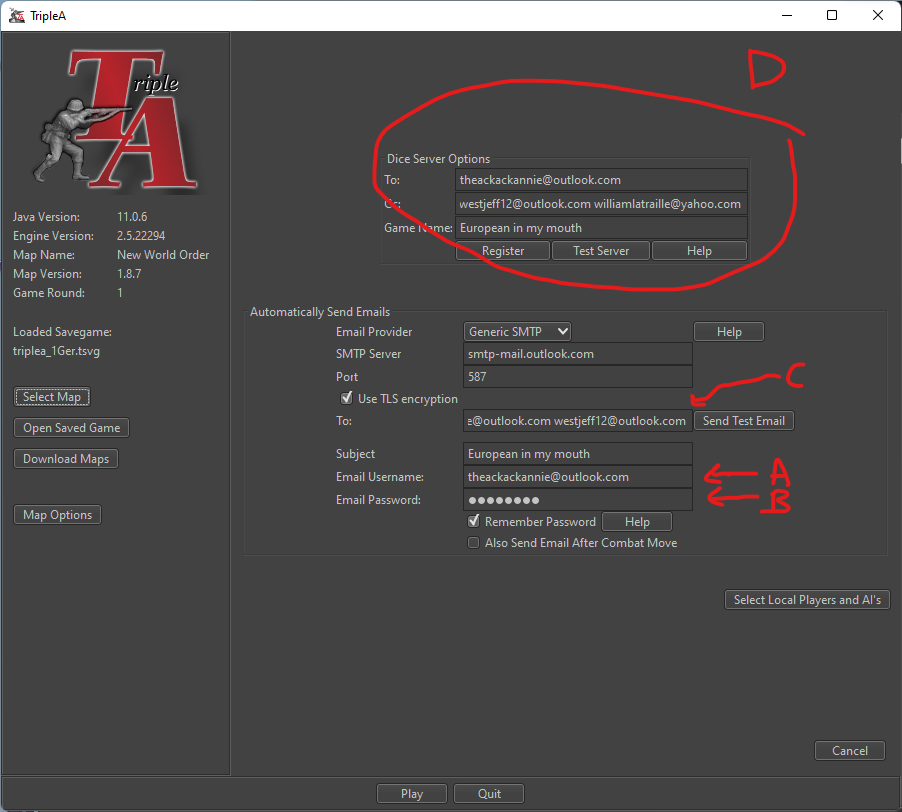 TripleA
Triple
A
D
Java Version: 11.0.6
Engine Version: 2.5.22294
Map Name: New World Order
Map Version: 1.8.7
Game Round: 1
Loaded Savegame:
triplea_1Ger.tsvg
Select Map
Open Saved Game
Download Maps
Map Options
Dice Server Options
To: theackackannie@outlook.com
Cc: westjeff12@outlook.com williamlatraille@yahoo.com
Game Name: European in my mouth
Register Test Server Help
Automatically Send Emails
Email Provider Generic SMTP Help
SMTP Server smtp-mail.outlook.com
Port 587
C
Use TLS encryption
To: e@outlook.com westjeff12@outlook.com Send Test Email
Subject European in my mouth
Email Username: theackackannie@outlook.com A
Email Password: ●●●●●●●● B
Remember Password Help
Also Send Email After Combat Move
Select Local Players and AI's
Cancel
Play Quit